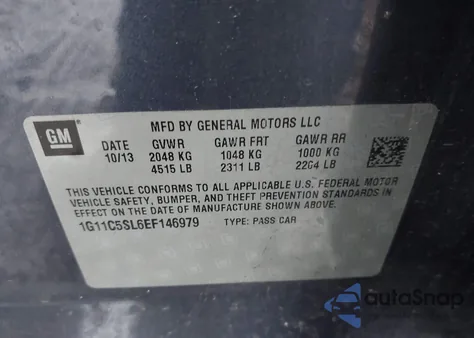 GM
MFD BY GENERAL MOTORS LLC
DATE GVWR GAWR FRT GAWR RR
10/13 2048 KG 1048 KG 1000 KG
4515 LB 2311 LB 2204 LB
THIS VEHICLE CONFORMS TO ALL APPLICABLE U.S. FEDERAL MOTOR
VEHICLE SAFETY, BUMPER, AND THEFT PREVENTION STANDARDS IN
EFFECT ON THE DATE OF MANUFACTURE SHOWN ABOVE.
1G11C5SL6EF146979 TYPE: PASS CAR
autoSnap